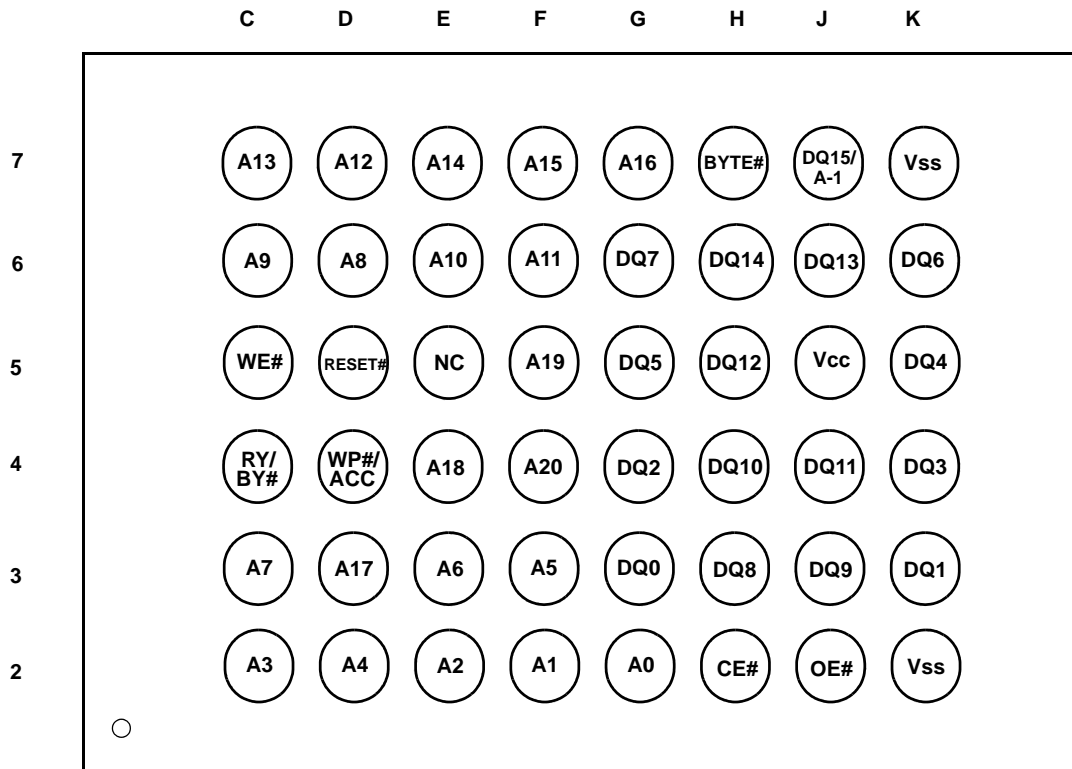 C D E F G H J K
7 A13 A12 A14 A15 A16 BYTE# DQ15/ A-1 Vss
6 A9 A8 A10 A11 DQ7 DQ14 DQ13 DQ6
5 WE# RESET# NC A19 DQ5 DQ12 Vcc DQ4
4 RY/ BY# WP#/ ACC A18 A20 DQ2 DQ10 DQ11 DQ3
3 A7 A17 A6 A5 DQ0 DQ8 DQ9 DQ1
2 A3 A4 A2 A1 A0 CE# OE# Vss